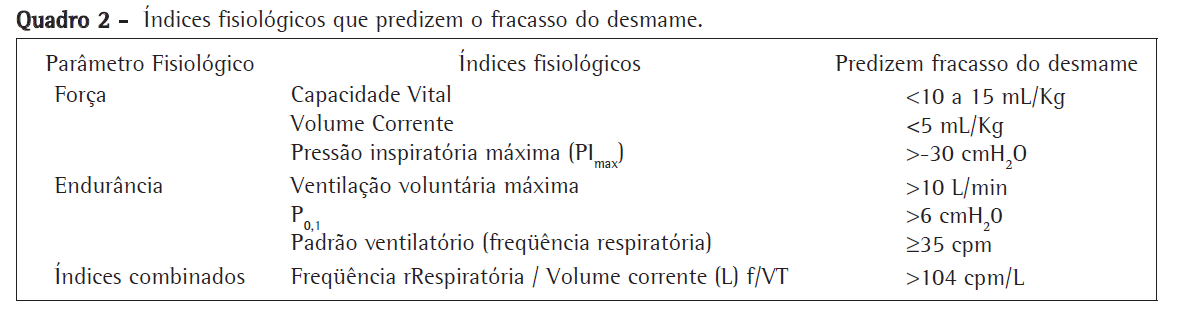 Quadro 2 - Índices fisiológicos que predizem o fracasso do desmame.
Parâmetro Fisiológico Índices fisiológicos Predizem fracasso do desmame
Força Capacidade Vital <10 a 15 mL/Kg
Volume Corrente <5 mL/Kg
Pressão inspiratória máxima (PImax) >-30 cmH2O
Endurância Ventilação voluntária máxima >10 L/min
P0,1 >6 cmH20
Padrão ventilatório (freqüência respiratória) ≥35 cpm
Índices combinados Freqüência rRespiratória / Volume corrente (L) f/VT >104 cpm/L